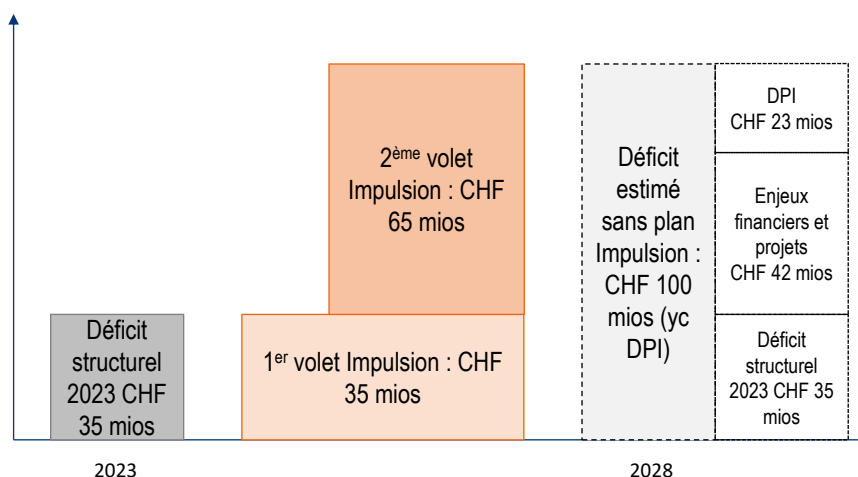 2ème volet
Impulsion : CHF
65 mios
Déficit
structurel
2023 CHF
35 mios
1er volet Impulsion : CHF
35 mios
Déficit
estimé
sans plan
Impulsion :
CHF 100
mios (yc
DPI)
DPI
CHF 23 mios
Enjeux
financiers et
projets
CHF 42 mios
Déficit
structurel
2023 CHF 35
mios
2023
2028